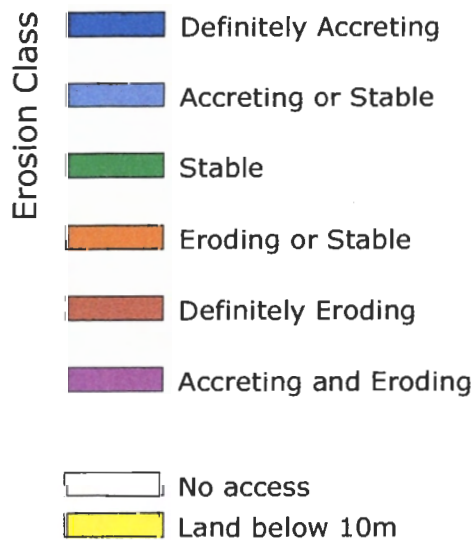 Erosion Class
Definitely Accreting
Accreting or Stable
Stable
Eroding or Stable
Definitely Eroding
Accreting and Eroding
No access
Land below 10m